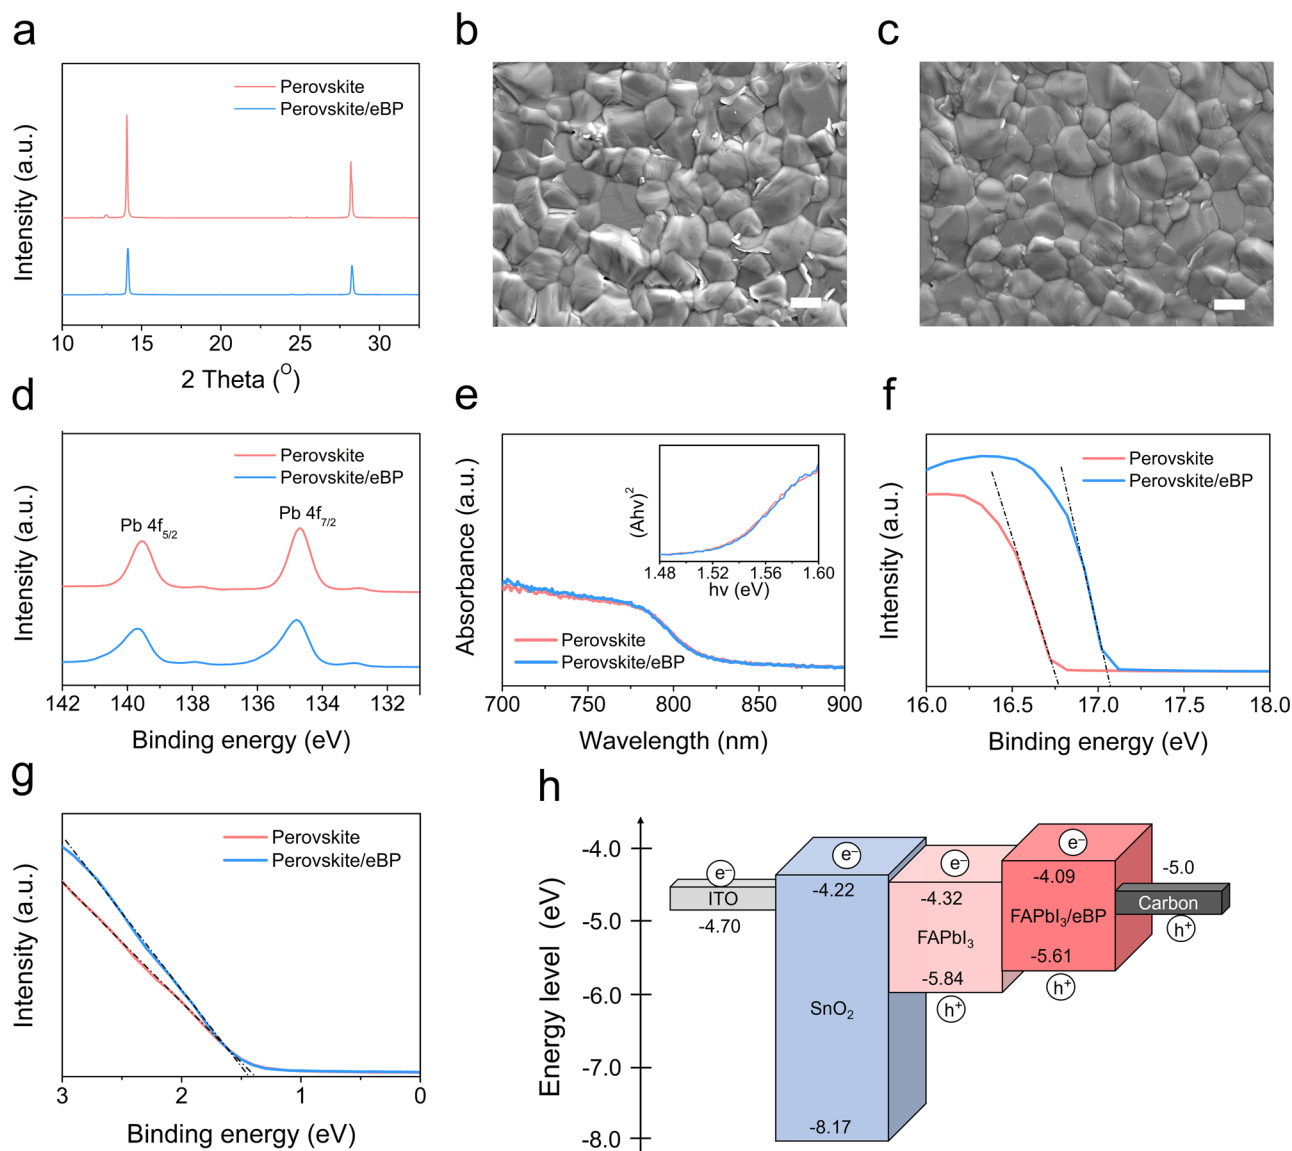 a
Intensity (a.u.)
Perovskite
Perovskite/eBP
10 15 20 25 30
2 Theta (O)
b
c
d
Intensity (a.u.)
Perovskite
Perovskite/eBP
Pb 4f5/2
Pb 4f7/2
142 140 138 136 134 132
Binding energy (eV)
e
Absorbance (a.u.)
(Ahv)2
1.48 1.52 1.56 1.60
hv (eV)
Perovskite
Perovskite/eBP
700 750 800 850 900
Wavelength (nm)
f
Intensity (a.u.)
Perovskite
Perovskite/eBP
16.0 16.5 17.0 17.5 18.0
Binding energy (eV)
g
Intensity (a.u.)
Perovskite
Perovskite/eBP
3 2 1 0
Binding energy (eV)
h
Energy level (eV)
-4.0
-5.0
-6.0
-7.0
-8.0
e–
ITO
-4.70
e–
-4.22
SnO2
-8.17
e–
-4.32
FAPbI3
-5.84
h+
e–
-4.09
FAPbI3/eBP
-5.61
h+
-5.0
Carbon
h+